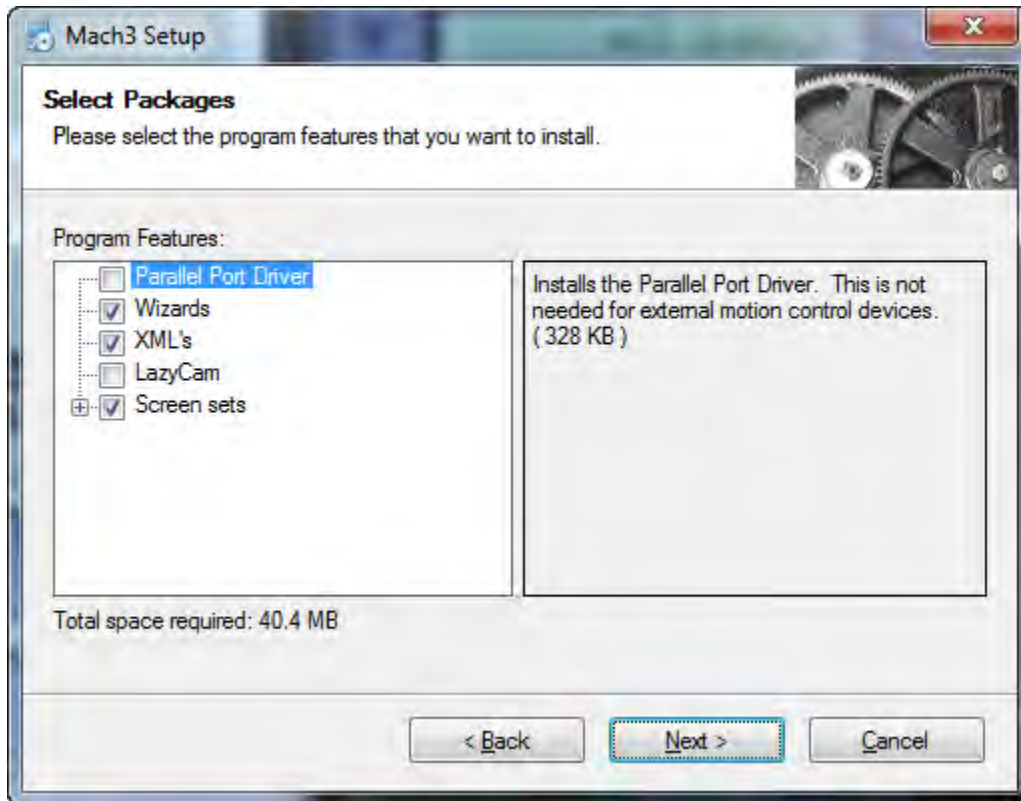 Mach3 Setup
Select Packages
Please select the program features that you want to install.
Program Features:
Parallel Port Driver
Wizards
XML's
LazyCam
Screen sets
Installs the Parallel Port Driver.  This is not
needed for external motion control devices.
( 328 KB )
Total space required: 40.4 MB
< Back
Next >
Cancel